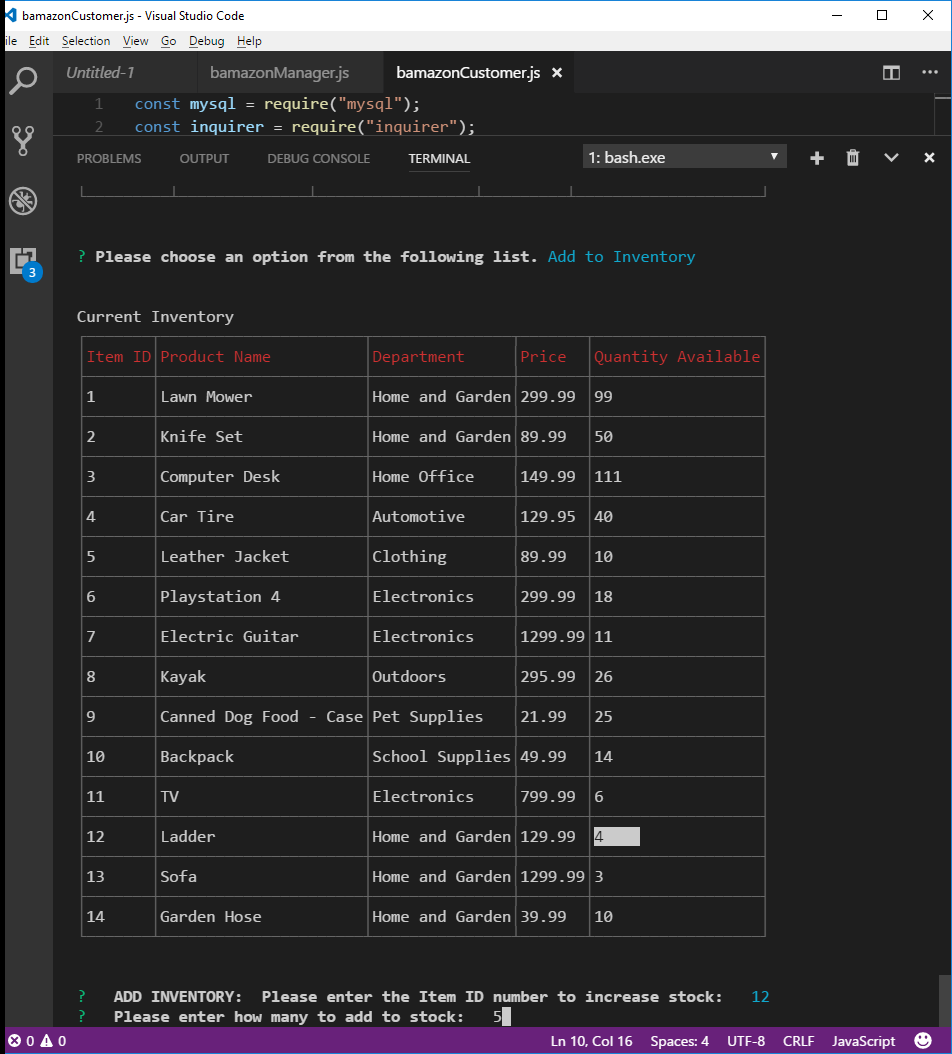 bamazonCustomer.js - Visual Studio Code
ile Edit Selection View Go Debug Help
Untitled-1 bamazonManager.js bamazonCustomer.js
1 const mysql = require("mysql");
2 const inquirer = require("inquirer");
PROBLEMS OUTPUT DEBUG CONSOLE TERMINAL 1: bash.exe
? Please choose an option from the following list. Add to Inventory
3
Current Inventory
Item ID Product Name Department Price Quantity Available
1 Lawn Mower Home and Garden 299.99 99
2 Knife Set Home and Garden 89.99 50
3 Computer Desk Home Office 149.99 111
4 Car Tire Automotive 129.95 40
5 Leather Jacket Clothing 89.99 10
6 Playstation 4 Electronics 299.99 18
7 Electric Guitar Electronics 1299.99 11
8 Kayak Outdoors 295.99 26
9 Canned Dog Food - Case Pet Supplies 21.99 25
10 Backpack School Supplies 49.99 14
11 TV Electronics 799.99 6
12 Ladder Home and Garden 129.99 4
13 Sofa Home and Garden 1299.99 3
14 Garden Hose Home and Garden 39.99 10
? ADD INVENTORY: Please enter the Item ID number to increase stock: 12
? Please enter how many to add to stock: 5
0 0 Ln 10, Col 16 Spaces: 4 UTF-8 CRLF JavaScript